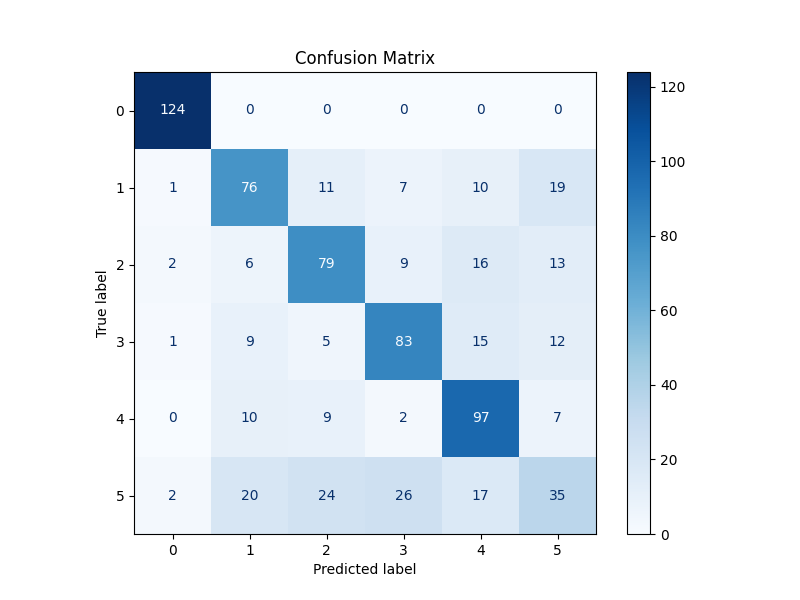 Confusion Matrix
True label
0 124 0 0 0 0 0
1 1 76 11 7 10 19
2 2 6 79 9 16 13
3 1 9 5 83 15 12
4 0 10 9 2 97 7
5 2 20 24 26 17 35
0 1 2 3 4 5
Predicted label
120
100
80
60
40
20
0